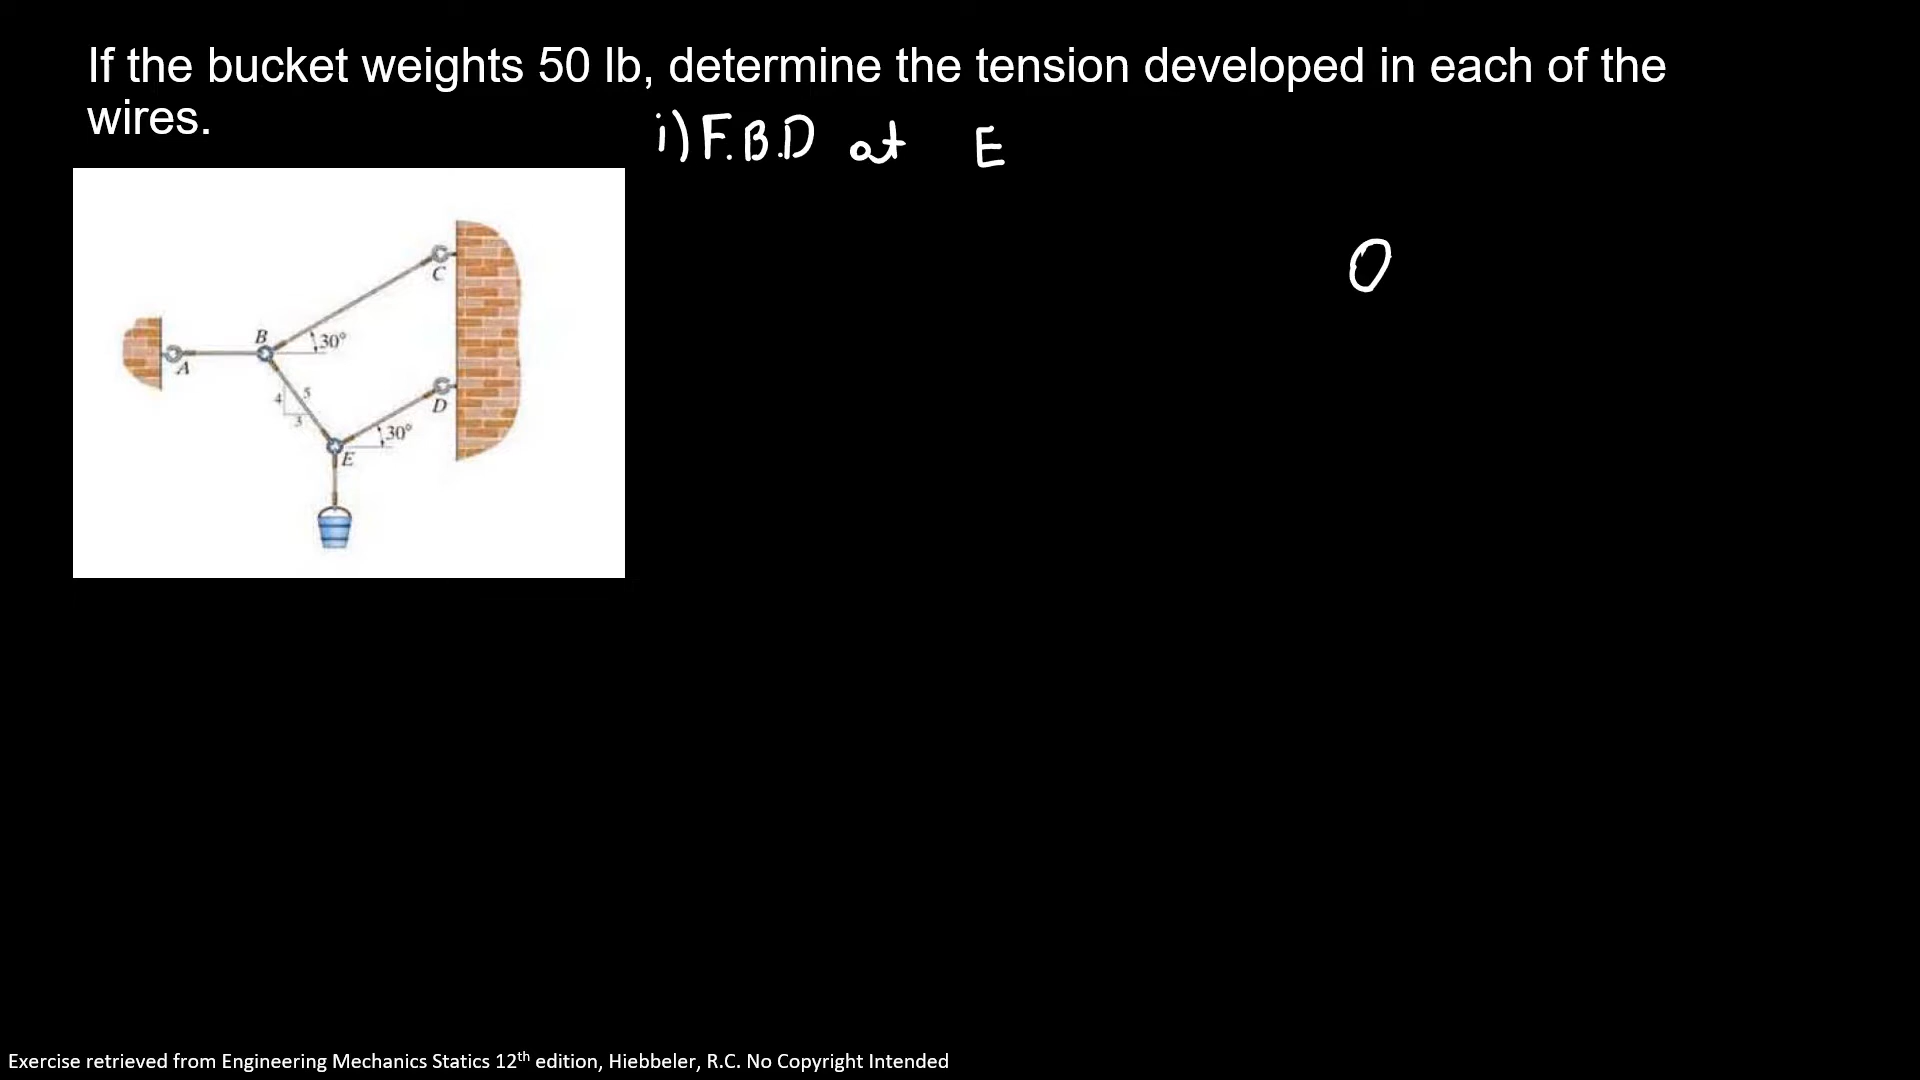 If the bucket weights 50 lb, determine the tension developed in each of the
wires.
i) F.B.D at E
O
C
B
30°
A
4
5
3
D
30°
E
Exercise retrieved from Engineering Mechanics Statics 12th edition, Hiebbeler, R.C. No Copyright Intended